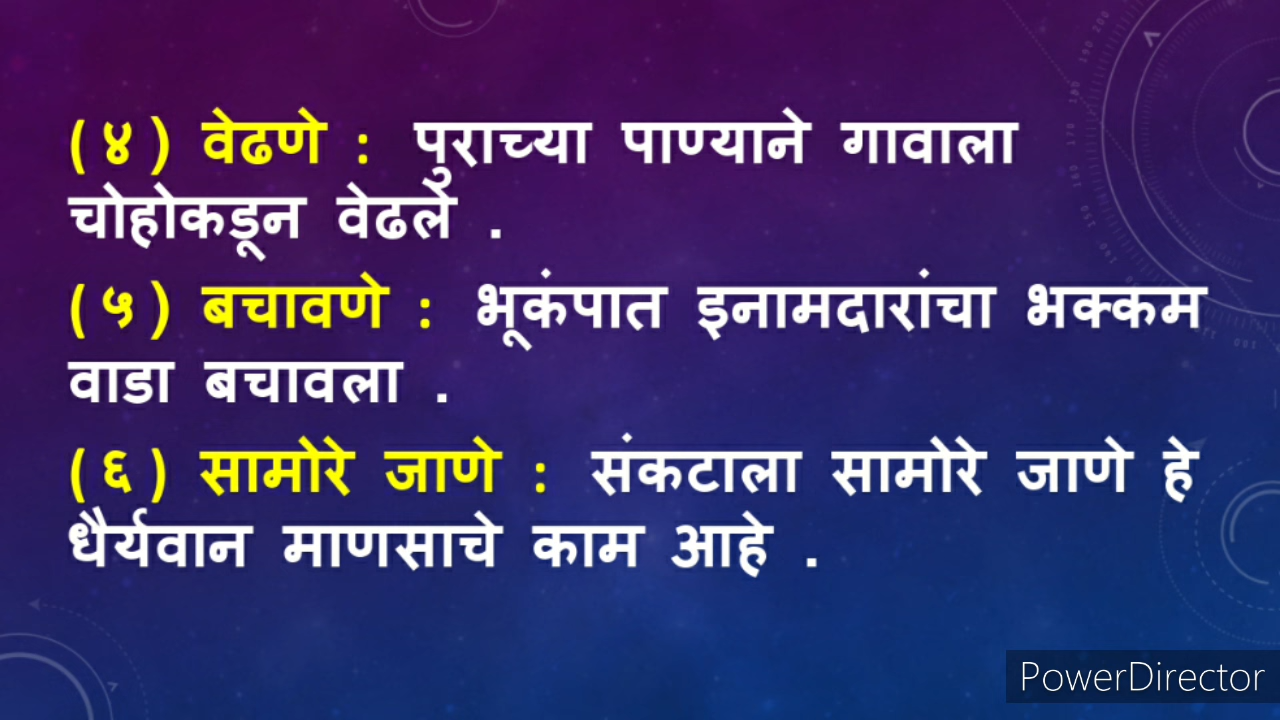 (४) वेढणे : पुराच्या पाण्याने गावाला
चोहोकडून वेढले .
(५) बचावणे : भूकंपात इनामदारांचा भक्कम
वाडा बचावला .
(६) सामोरे जाणे : संकटाला सामोरे जाणे हे
धैर्यवान माणसाचे काम आहे .
PowerDirector